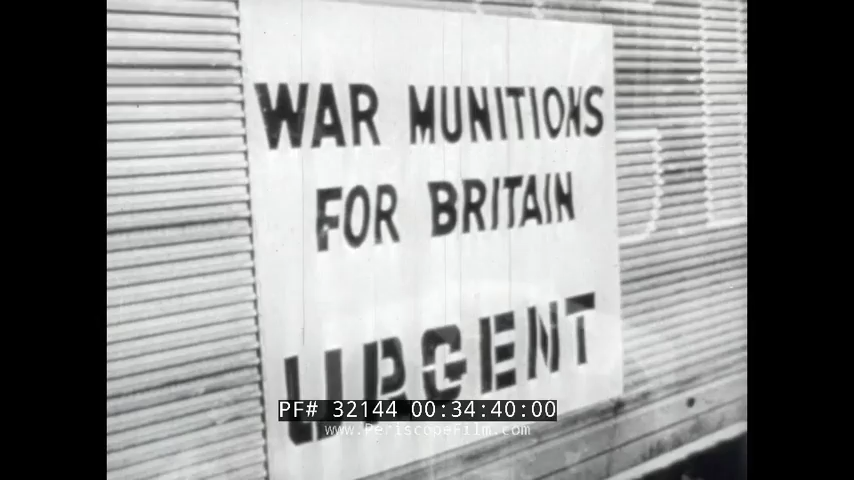 WAR MUNITIONS
FOR BRITAIN
URGENT
PF# 32144 00:34:40:00
www.PeriscopeFilm.com